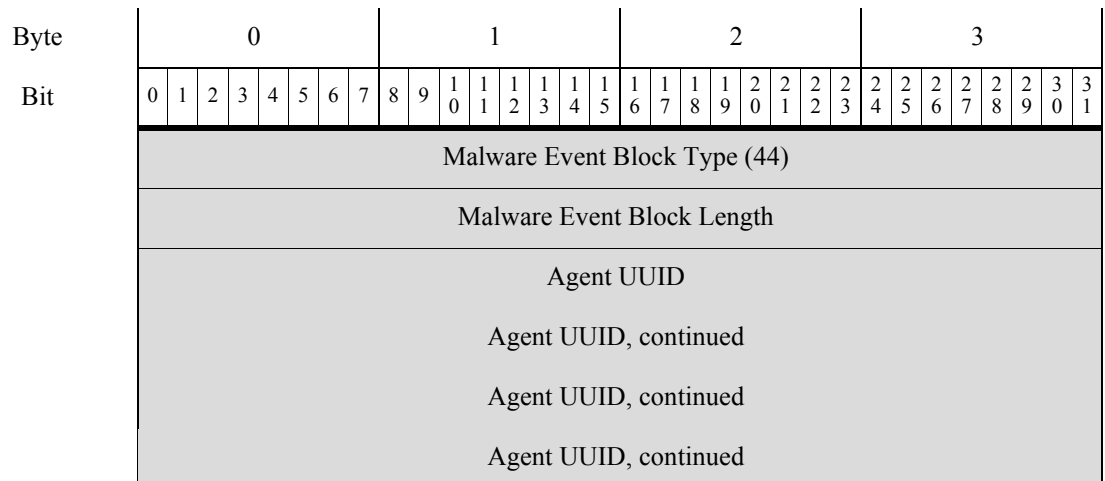 Byte 0 1 2 3
Bit 0 1 2 3 4 5 6 7 8 9 10 11 12 13 14 15 16 17 18 19 20 21 22 23 24 25 26 27 28 29 30 31
Malware Event Block Type (44)
Malware Event Block Length
Agent UUID
Agent UUID, continued
Agent UUID, continued
Agent UUID, continued